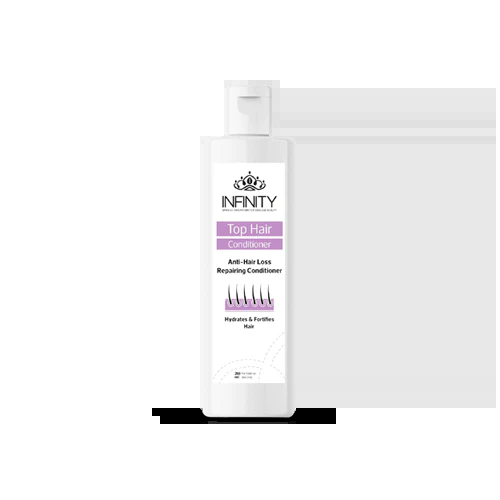 INFINITY
Top Hair
Conditioner
Anti-Hair Loss
Repairing Conditioner
Hydrates & Fortifies
Hair